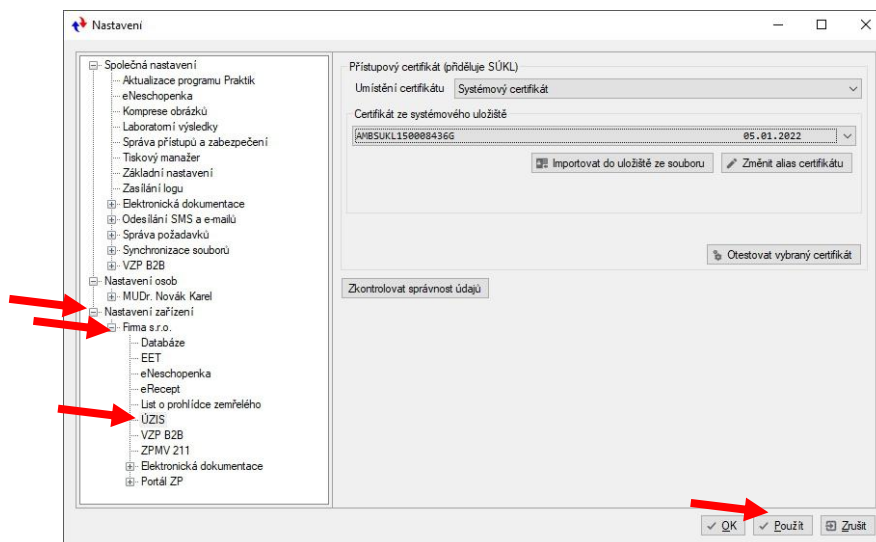 Nastavení
Společná nastavení
Aktualizace programu Praktik
eNeschopenka
Komprese obrázků
Laboratorní výsledky
Správa přístupů a zabezpečení
Tiskový manažer
Základní nastavení
Zasílání logu
Elektronická dokumentace
Odesílání SMS a e-mailů
Správa požadavků
Synchronizace souborů
VZP B2B
Nastavení osob
MUDr. Novák Karel
Nastavení zařízení
Firma s.r.o.
Databáze
EET
eNeschopenka
eRecept
List o prohlídce zemřelého
ÚZIS
VZP B2B
ZPMV 211
Elektronická dokumentace
Portál ZP
Přístupový certifikát (přiděluje SÚKL)
Umístění certifikátu Systémový certifikát
Certifikát ze systémového uložiště
AMBSUKL150008436G 05.01.2022
Importovat do uložiště ze souboru Změnit alias certifikátu
Otestovat vybraný certifikát
Zkontrolovat správnost údajů
OK Použít Zrušit